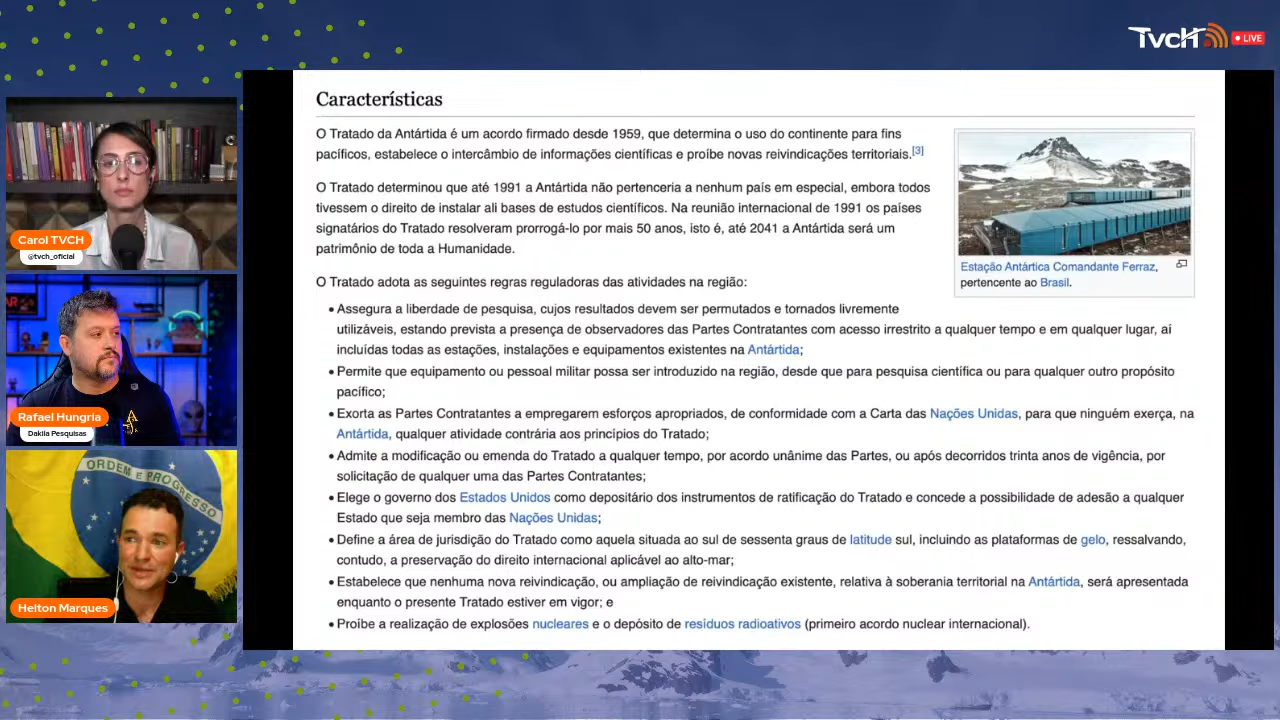 Tvch
LIVE
Carol TVCH
@tvch_oficial
Rafael Hungria
Dakila Pesquisas
ORDEM E PROGRESSO
Helton Marques
Características
O Tratado da Antártida é um acordo firmado desde 1959, que determina o uso do continente para fins
pacíficos, estabelece o intercâmbio de informações científicas e proíbe novas reivindicações territoriais.[3]
O Tratado determinou que até 1991 a Antártida não pertenceria a nenhum país em especial, embora todos
tivessem o direito de instalar ali bases de estudos científicos. Na reunião internacional de 1991 os países
signatários do Tratado resolveram prorrogá-lo por mais 50 anos, isto é, até 2041 a Antártida será um
patrimônio de toda a Humanidade.
Estação Antártica Comandante Ferraz,
pertencente ao Brasil.
O Tratado adota as seguintes regras reguladoras das atividades na região:
• Assegura a liberdade de pesquisa, cujos resultados devem ser permutados e tornados livremente
utilizáveis, estando prevista a presença de observadores das Partes Contratantes com acesso irrestrito a qualquer tempo e em qualquer lugar, aí
incluídas todas as estações, instalações e equipamentos existentes na Antártida;
• Permite que equipamento ou pessoal militar possa ser introduzido na região, desde que para pesquisa científica ou para qualquer outro propósito
pacífico;
• Exorta as Partes Contratantes a empregarem esforços apropriados, de conformidade com a Carta das Nações Unidas, para que ninguém exerça, na
Antártida, qualquer atividade contrária aos princípios do Tratado;
• Admite a modificação ou emenda do Tratado a qualquer tempo, por acordo unânime das Partes, ou após decorridos trinta anos de vigência, por
solicitação de qualquer uma das Partes Contratantes;
• Elege o governo dos Estados Unidos como depositário dos instrumentos de ratificação do Tratado e concede a possibilidade de adesão a qualquer
Estado que seja membro das Nações Unidas;
• Define a área de jurisdição do Tratado como aquela situada ao sul de sessenta graus de latitude sul, incluindo as plataformas de gelo, ressalvando,
contudo, a preservação do direito internacional aplicável ao alto-mar;
• Estabelece que nenhuma nova reivindicação, ou ampliação de reivindicação existente, relativa à soberania territorial na Antártida, será apresentada
enquanto o presente Tratado estiver em vigor; e
• Proíbe a realização de explosões nucleares e o depósito de resíduos radioativos (primeiro acordo nuclear internacional).